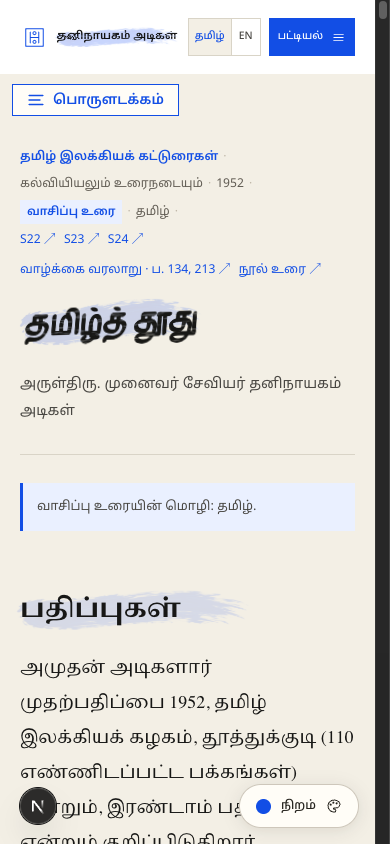 தனிநாயகம் அடிகள்
தமிழ்
EN
பட்டியல்
பொருளடக்கம்
தமிழ் இலக்கியக் கட்டுரைகள் ·
கல்வியியலும் உரைநடையும் · 1952 ·
வாசிப்பு உரை · தமிழ் ·
S22 ↗ S23 ↗ S24 ↗
வாழ்க்கை வரலாறு · ப. 134, 213 ↗ நூல் உரை ↗
தமிழ்த் தூது
அருள்திரு. முனைவர் சேவியர் தனிநாயகம்
அடிகள்
வாசிப்பு உரையின் மொழி: தமிழ்.
பதிப்புகள்
அமுதன் அடிகளார்
முதற்பதிப்பை 1952, தமிழ்
இலக்கியக் கழகம், தூத்துக்குடி (110
எண்ணிடப்பட்ட பக்கங்கள்)
இரண்டாம்
N
நிறம்
என்றும் குறிப்பிடுகிறார்